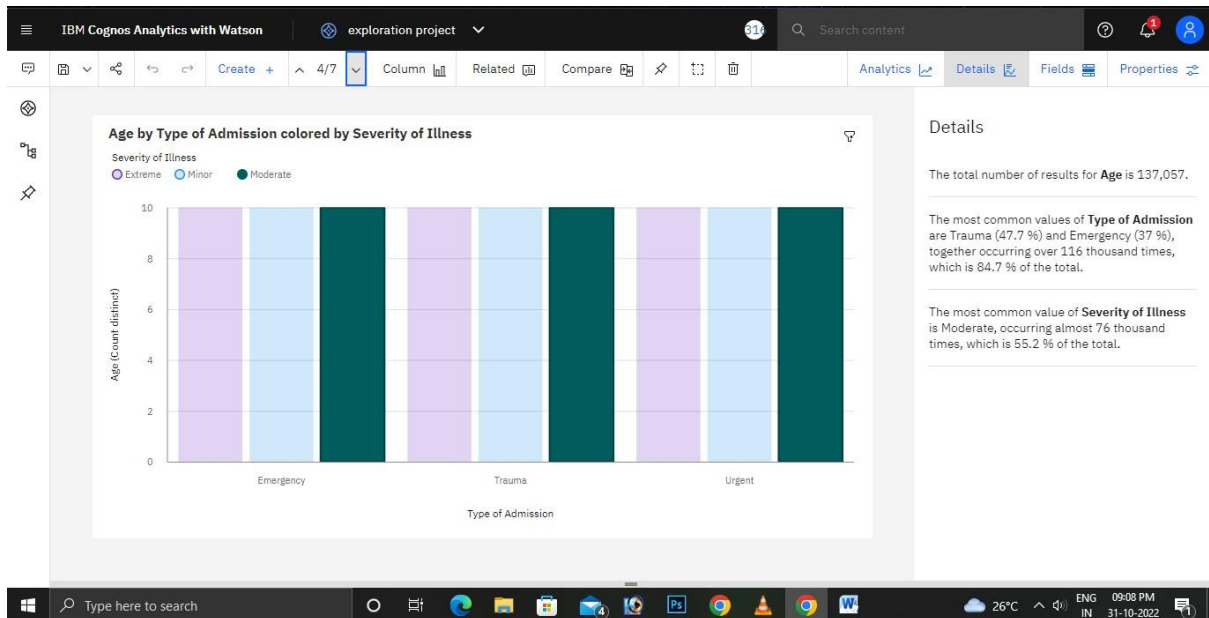 IBM Cognos Analytics with Watson
exploration project
316
Search content
1
Create +
4/7
Column
Related
Compare
Analytics
Details
Fields
Properties
Age by Type of Admission colored by Severity of Illness
Severity of Illness
Extreme Minor Moderate
10
8
6
4
2
0
Age (Count distinct)
Emergency Trauma Urgent
Type of Admission
Details
The total number of results for Age is 137,057.
The most common values of Type of Admission
are Trauma (47.7 %) and Emergency (37 %),
together occurring over 116 thousand times,
which is 84.7 % of the total.
The most common value of Severity of Illness
is Moderate, occurring almost 76 thousand
times, which is 55.2 % of the total.
Type here to search
4
Ps
W
26°C
ENG
IN
09:08 PM
31-10-2022
1